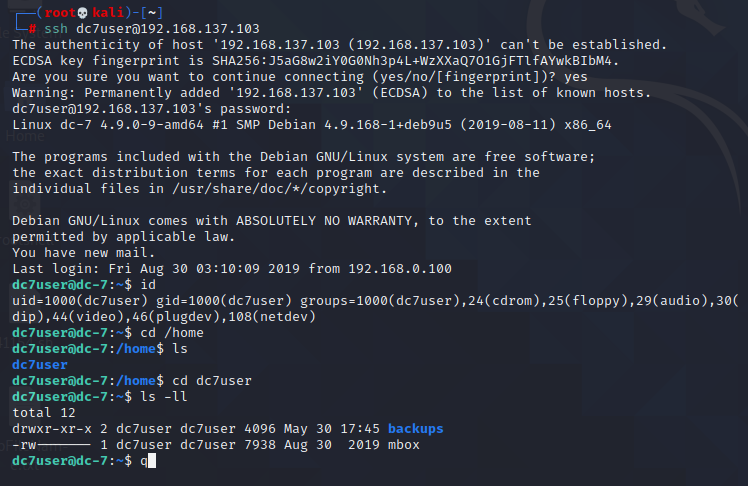 ┌──(root💀kali)-[~]
└─# ssh dc7user@192.168.137.103
The authenticity of host '192.168.137.103 (192.168.137.103)' can't be established.
ECDSA key fingerprint is SHA256:J5aG8w2iY0G0Nh3p4L+WzXXaQ7O1GjFTlfAYwkBIbM4.
Are you sure you want to continue connecting (yes/no/[fingerprint])? yes
Warning: Permanently added '192.168.137.103' (ECDSA) to the list of known hosts.
dc7user@192.168.137.103's password:
Linux dc-7 4.9.0-9-amd64 #1 SMP Debian 4.9.168-1+deb9u5 (2019-08-11) x86_64
The programs included with the Debian GNU/Linux system are free software;
the exact distribution terms for each program are described in the
individual files in /usr/share/doc/*/copyright.
Debian GNU/Linux comes with ABSOLUTELY NO WARRANTY, to the extent
permitted by applicable law.
You have new mail.
Last login: Fri Aug 30 03:10:09 2019 from 192.168.0.100
dc7user@dc-7:~$ id
uid=1000(dc7user) gid=1000(dc7user) groups=1000(dc7user),24(cdrom),25(floppy),29(audio),30(
dip),44(video),46(plugdev),108(netdev)
dc7user@dc-7:~$ cd /home
dc7user@dc-7:/home$ ls
dc7user
dc7user@dc-7:/home$ cd dc7user
dc7user@dc-7:~$ ls -ll
total 12
drwxr-xr-x 2 dc7user dc7user 4096 May 30 17:45 backups
-rw------- 1 dc7user dc7user 7938 Aug 30  2019 mbox
dc7user@dc-7:~$ q